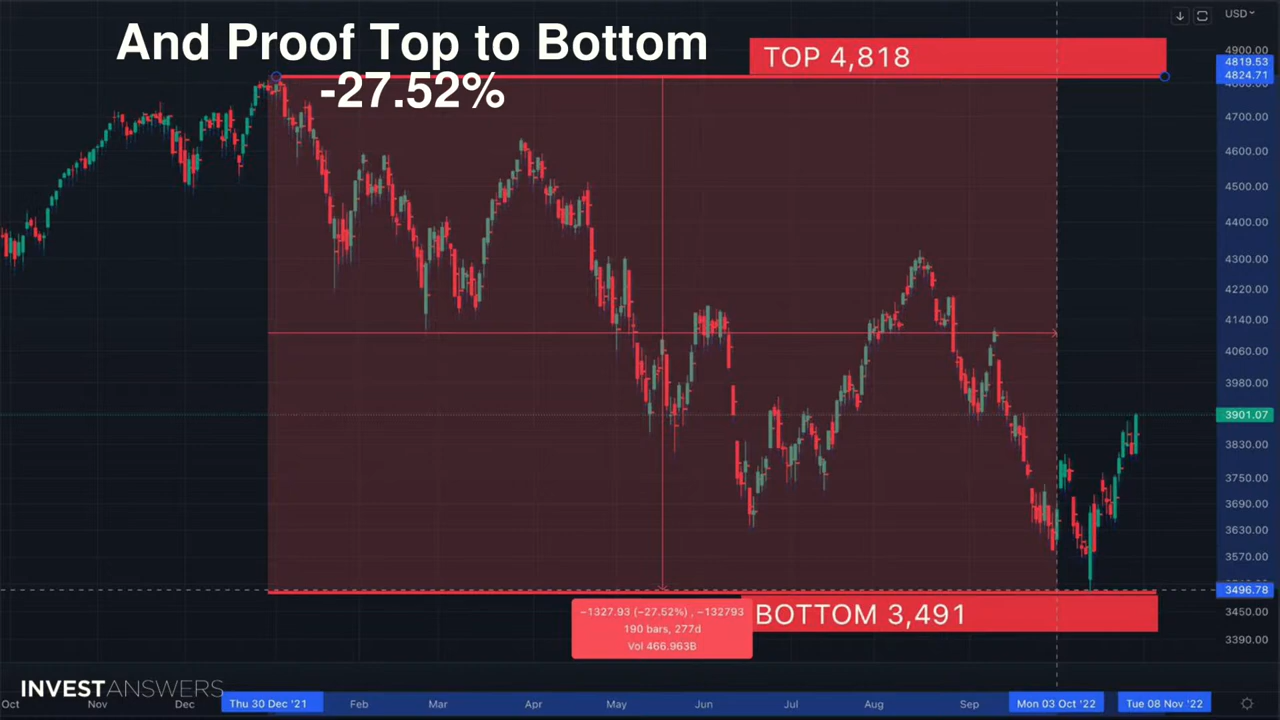 And Proof Top to Bottom
-27.52%
TOP 4,818
USD
4900.00
4819.53
4824.71
4700.00
4600.00
4500.00
4400.00
4300.00
4220.00
4140.00
4060.00
3980.00
3901.07
3830.00
3750.00
3690.00
3630.00
3570.00
3496.78
3450.00
3390.00
−1327.93 (−27.52%) , −132793
190 bars, 277d
Vol 466.963B
BOTTOM 3,491
INVESTANSWERS
Oct Nov Dec Thu 30 Dec '21 Feb Mar Apr May Jun Jul Aug Sep Mon 03 Oct '22 Tue 08 Nov '22